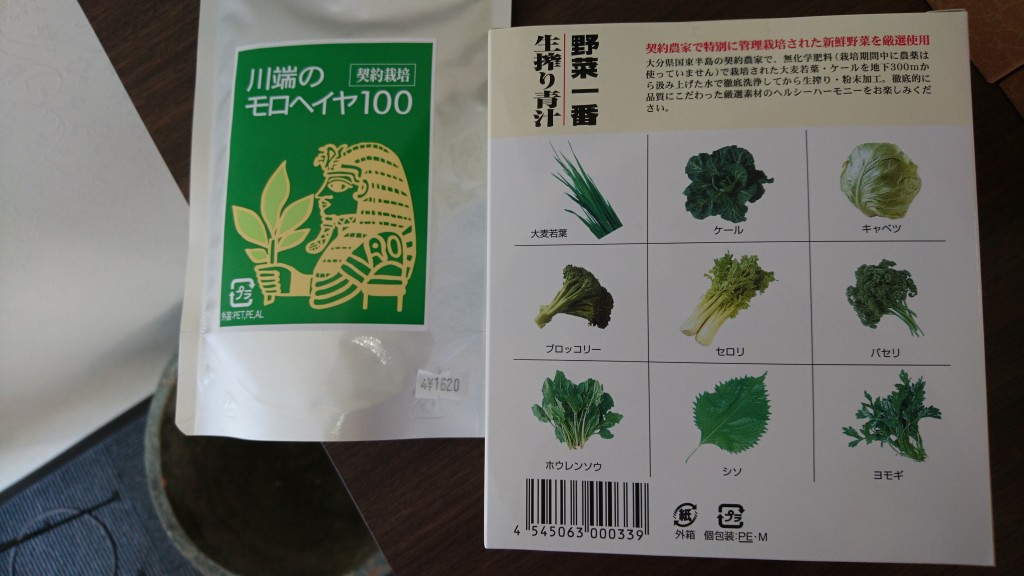 川端の
契約栽培
モロヘイヤ100
プラ
外装:PET,PE,AL
4¥1620
野菜一番
生搾り青汁
契約農家で特別に管理栽培された新鮮野菜を厳選使用
大分県国東半島の契約農家で、無化学肥料(栽培期間中に農薬は
使っていません)で栽培された大麦若葉・ケールを地下300mか
ら汲み上げた水で徹底洗浄してから生搾り・粉末加工。徹底的に
品質にこだわった厳選素材のヘルシーハーモニーをお楽しみくだ
さい。
大麦若葉
ケール
キャベツ
ブロッコリー
セロリ
パセリ
ホウレンソウ
シソ
ヨモギ
4 545063 000339
紙
プラ
外箱
個包装:PE・M